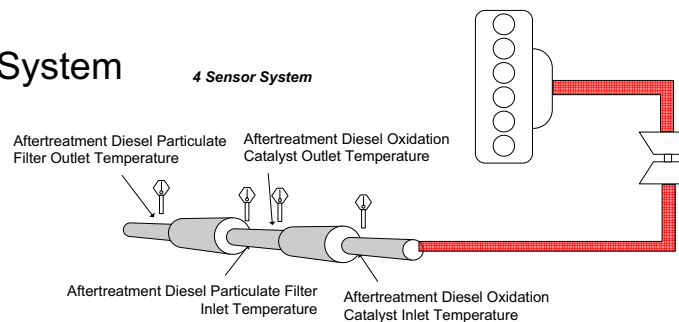 System
4 Sensor System
Aftertreatment Diesel Particulate
Filter Outlet Temperature
Aftertreatment Diesel Oxidation
Catalyst Outlet Temperature
Aftertreatment Diesel Particulate Filter
Inlet Temperature
Aftertreatment Diesel Oxidation
Catalyst Inlet Temperature